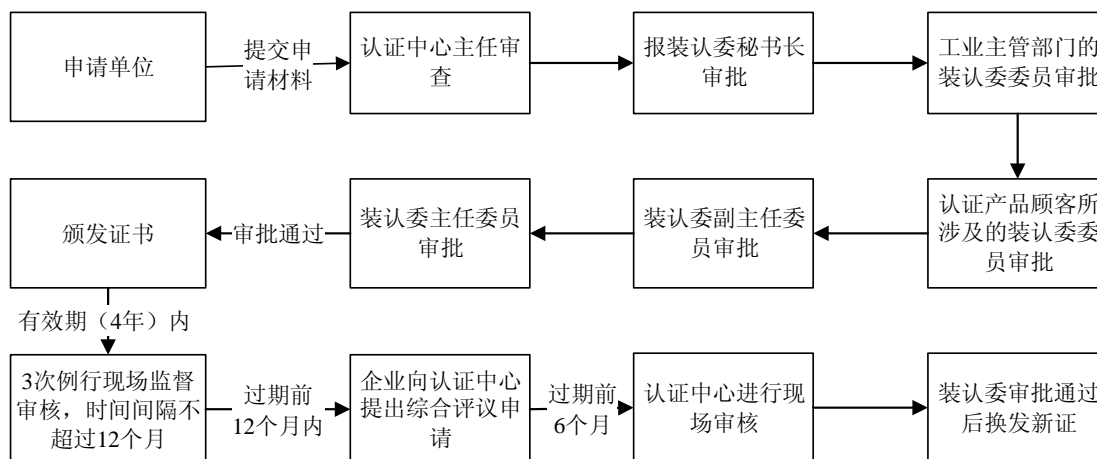 申请单位
提交申
请材料
认证中心主任审
查
报装认委秘书长
审批
工业主管部门的
装认委委员审批
认证产品顾客所
涉及的装认委委
员审批
装认委副主任委
员审批
装认委主任委员
审批
审批通过
颁发证书
有效期（4年）内
3次例行现场监督
审核，时间间隔不
超过12个月
过期前
12个月内
企业向认证中心
提出综合评议申
请
过期前
6个月
认证中心进行现
场审核
装认委审批通过
后换发新证